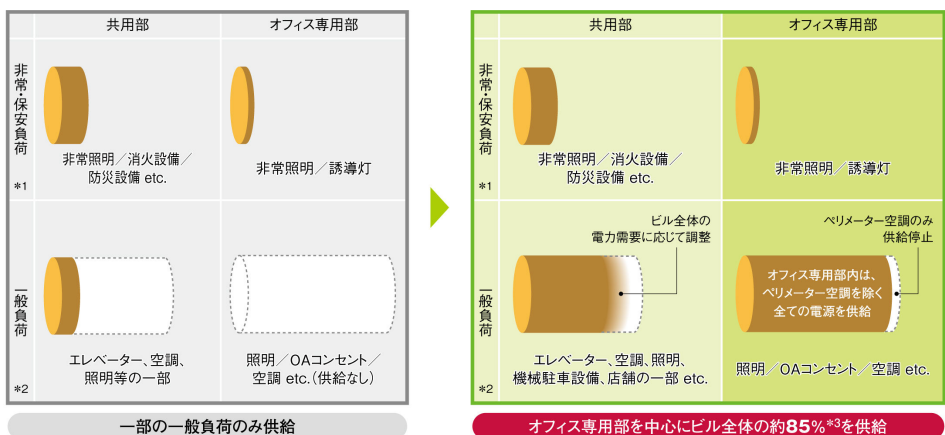 共用部
オフィス専用部
非常・保安負荷
*1
非常照明／消火設備／
防災設備 etc.
非常照明／誘導灯
一般負荷
*2
エレベーター、空調、
照明等の一部
照明／OAコンセント／
空調 etc.（供給なし）
一部の一般負荷のみ供給
共用部
オフィス専用部
非常・保安負荷
*1
非常照明／消火設備／
防災設備 etc.
非常照明／誘導灯
一般負荷
*2
ビル全体の
電力需要に応じて調整
エレベーター、空調、照明、
機械駐車設備、店舗の一部 etc.
ペリメーター空調のみ
供給停止
オフィス専用部内は、
ペリメーター空調を除く
全ての電源を供給
照明／OAコンセント／空調 etc.
オフィス専用部を中心にビル全体の約85%*3を供給